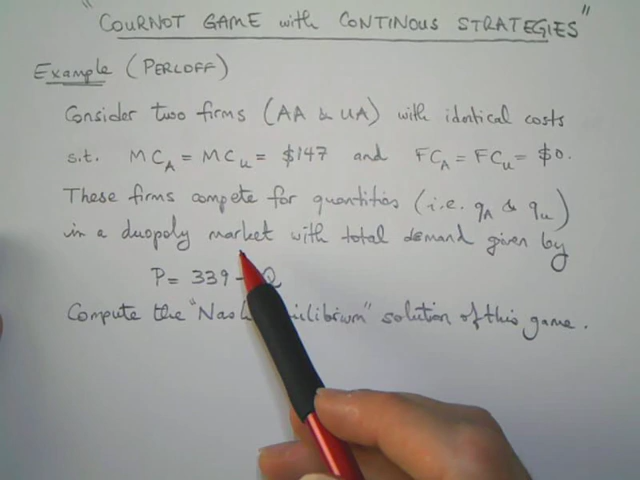 "COURNOT GAME with CONTINOUS STRATEGIES"
Example (PERLOFF)
Consider two firms (AA & UA) with identical costs
s.t. MC_A = MC_U = $147 and FC_A = FC_U = $0.
These firms compete for quantities (i.e. q_A & q_U)
in a duopoly market with total demand given by
P = 339 - Q
Compute the "Nash Equilibrium" solution of this game.